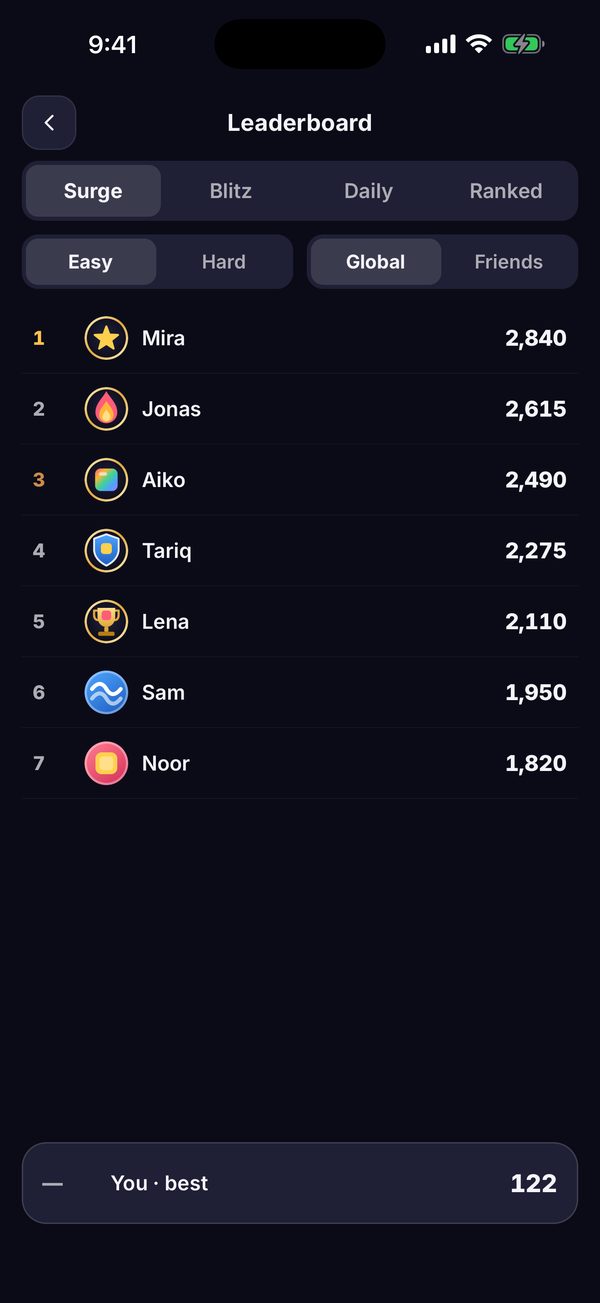 9:41
Leaderboard
Surge Blitz Daily Ranked
Easy Hard Global Friends
1 Mira 2,840
2 Jonas 2,615
3 Aiko 2,490
4 Tariq 2,275
5 Lena 2,110
6 Sam 1,950
7 Noor 1,820
— You · best 122